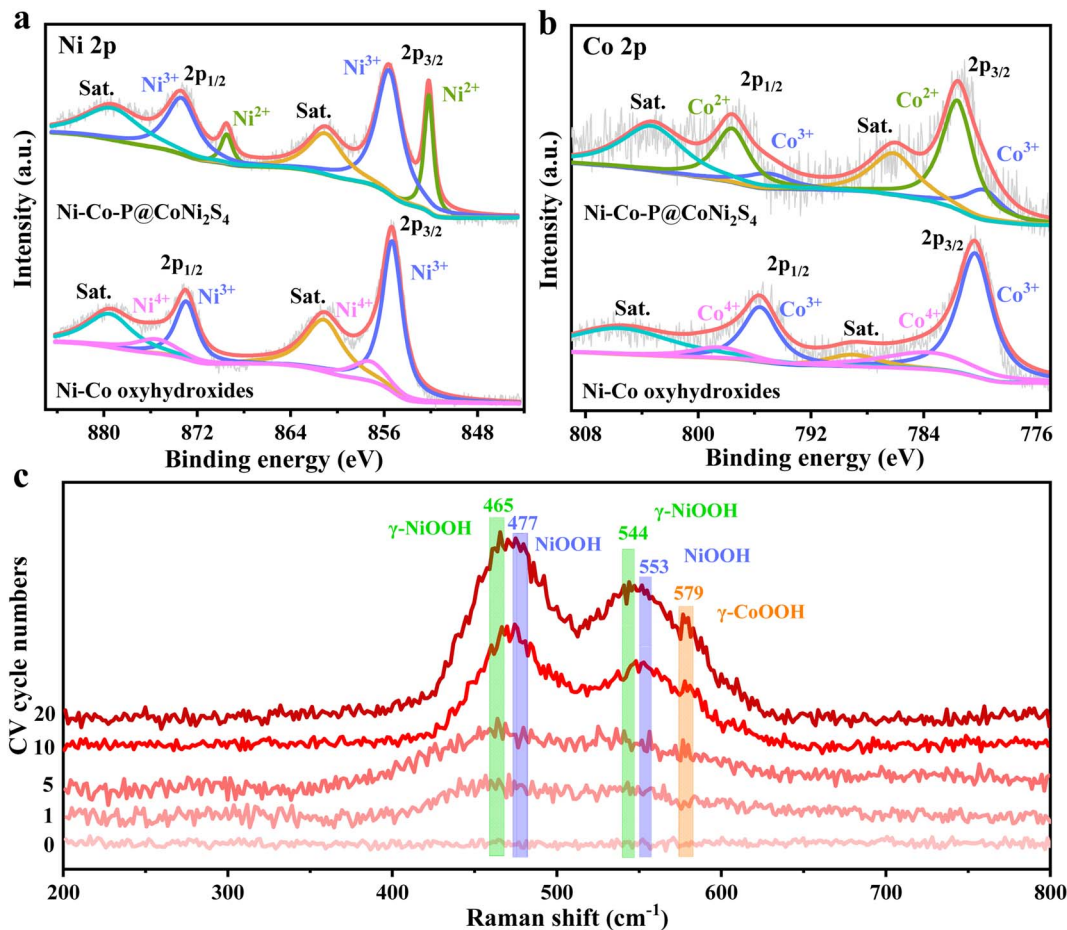 a
Ni 2p
2p3/2
Ni3+
2p1/2
Ni3+
Ni2+
Sat.
Ni2+
Sat.
Ni-Co-P@CoNi2S4
2p3/2
Ni3+
2p1/2
Sat.
Ni4+
Ni3+
Sat.
Ni4+
Ni-Co oxyhydroxides
Intensity (a.u.)
880 872 864 856 848
Binding energy (eV)
b
Co 2p
2p3/2
2p1/2
Co2+
Sat.
Co2+
Co3+
Sat.
Co3+
Ni-Co-P@CoNi2S4
2p3/2
2p1/2
Co3+
Sat.
Co4+
Co3+
Sat.
Co4+
Ni-Co oxyhydroxides
Intensity (a.u.)
808 800 792 784 776
Binding energy (eV)
c
465
477
γ-NiOOH
NiOOH
γ-NiOOH
544
NiOOH
553
579
γ-CoOOH
CV cycle numbers
20
10
5
1
0
200 300 400 500 600 700 800
Raman shift (cm-1)